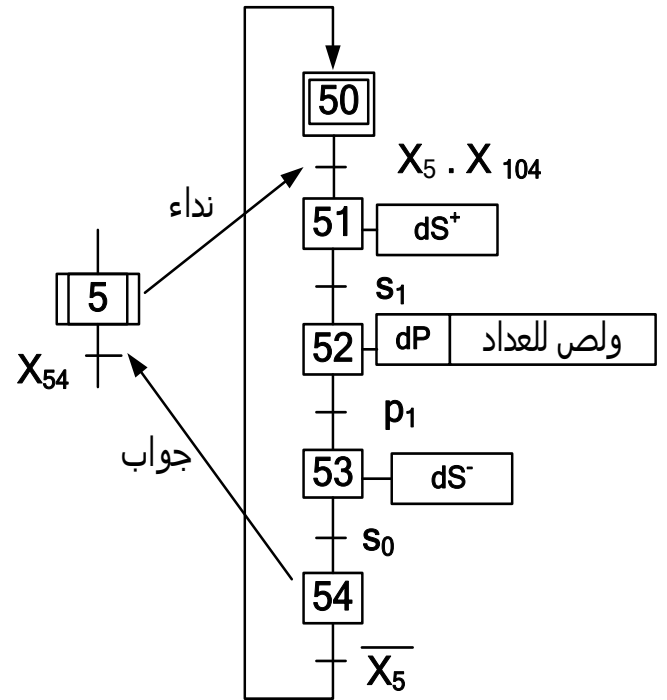 50
X₅ . X ₁₀₄
نداء
51 dS⁺
s₁
5
52 dP ولص للعداد
X₅₄
p₁
جواب
53 dS⁻
s₀
54
X̅₅̅